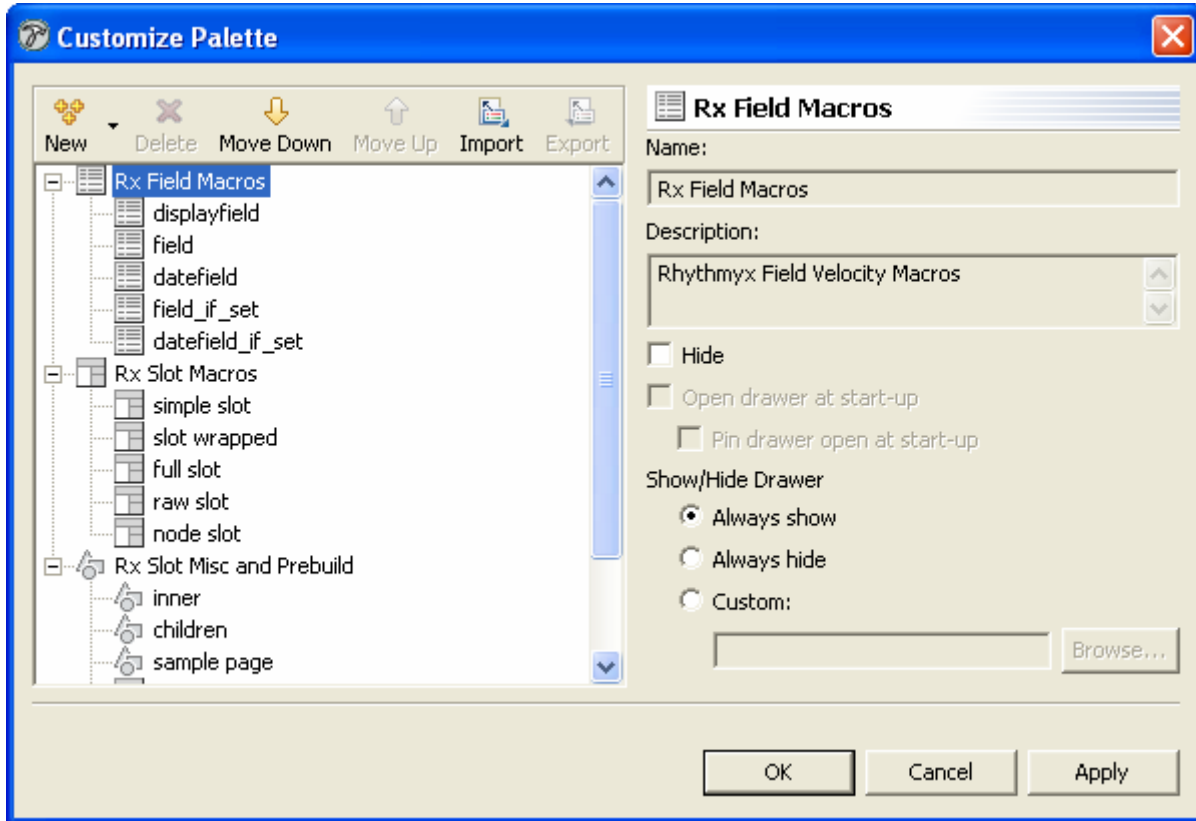 Customize Palette
New Delete Move Down Move Up Import Export
Rx Field Macros
displayfield
field
datefield
field_if_set
datefield_if_set
Rx Slot Macros
simple slot
slot wrapped
full slot
raw slot
node slot
Rx Slot Misc and Prebuild
inner
children
sample page
Rx Field Macros
Name:
Rx Field Macros
Description:
Rhythmyx Field Velocity Macros
Hide
Open drawer at start-up
Pin drawer open at start-up
Show/Hide Drawer
Always show
Always hide
Custom:
Browse...
OK Cancel Apply